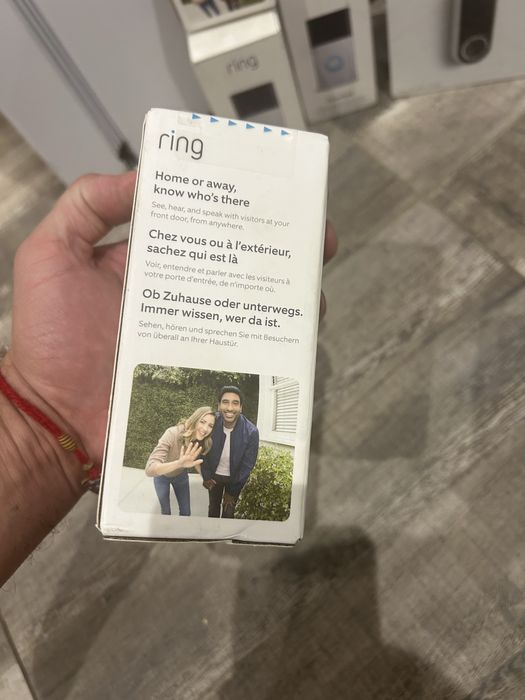 ring
ring
Home or away,
know who's there
See, hear, and speak with visitors at your
front door, from anywhere.
Chez vous ou à l'extérieur,
sachez qui est là
Voir, entendre et parler avec les visiteurs à
votre porte d'entrée, de n'importe où.
Ob Zuhause oder unterwegs.
Immer wissen, wer da ist.
Sehen, hören und sprechen Sie mit Besuchern
von überall an Ihrer Haustür.